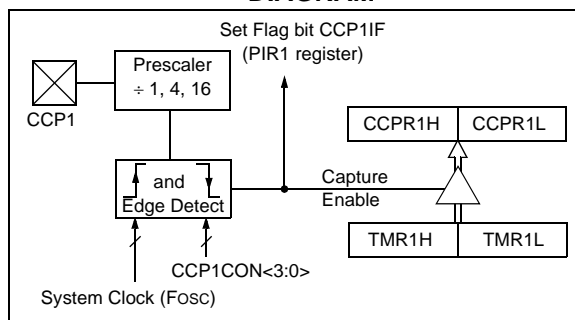 DIAGRAM
Set Flag bit CCP1IF
(PIR1 register)
Prescaler
÷ 1, 4, 16
CCP1
CCPR1H
CCPR1L
and
Edge Detect
Capture
Enable
TMR1H
TMR1L
CCP1CON<3:0>
System Clock (FOSC)